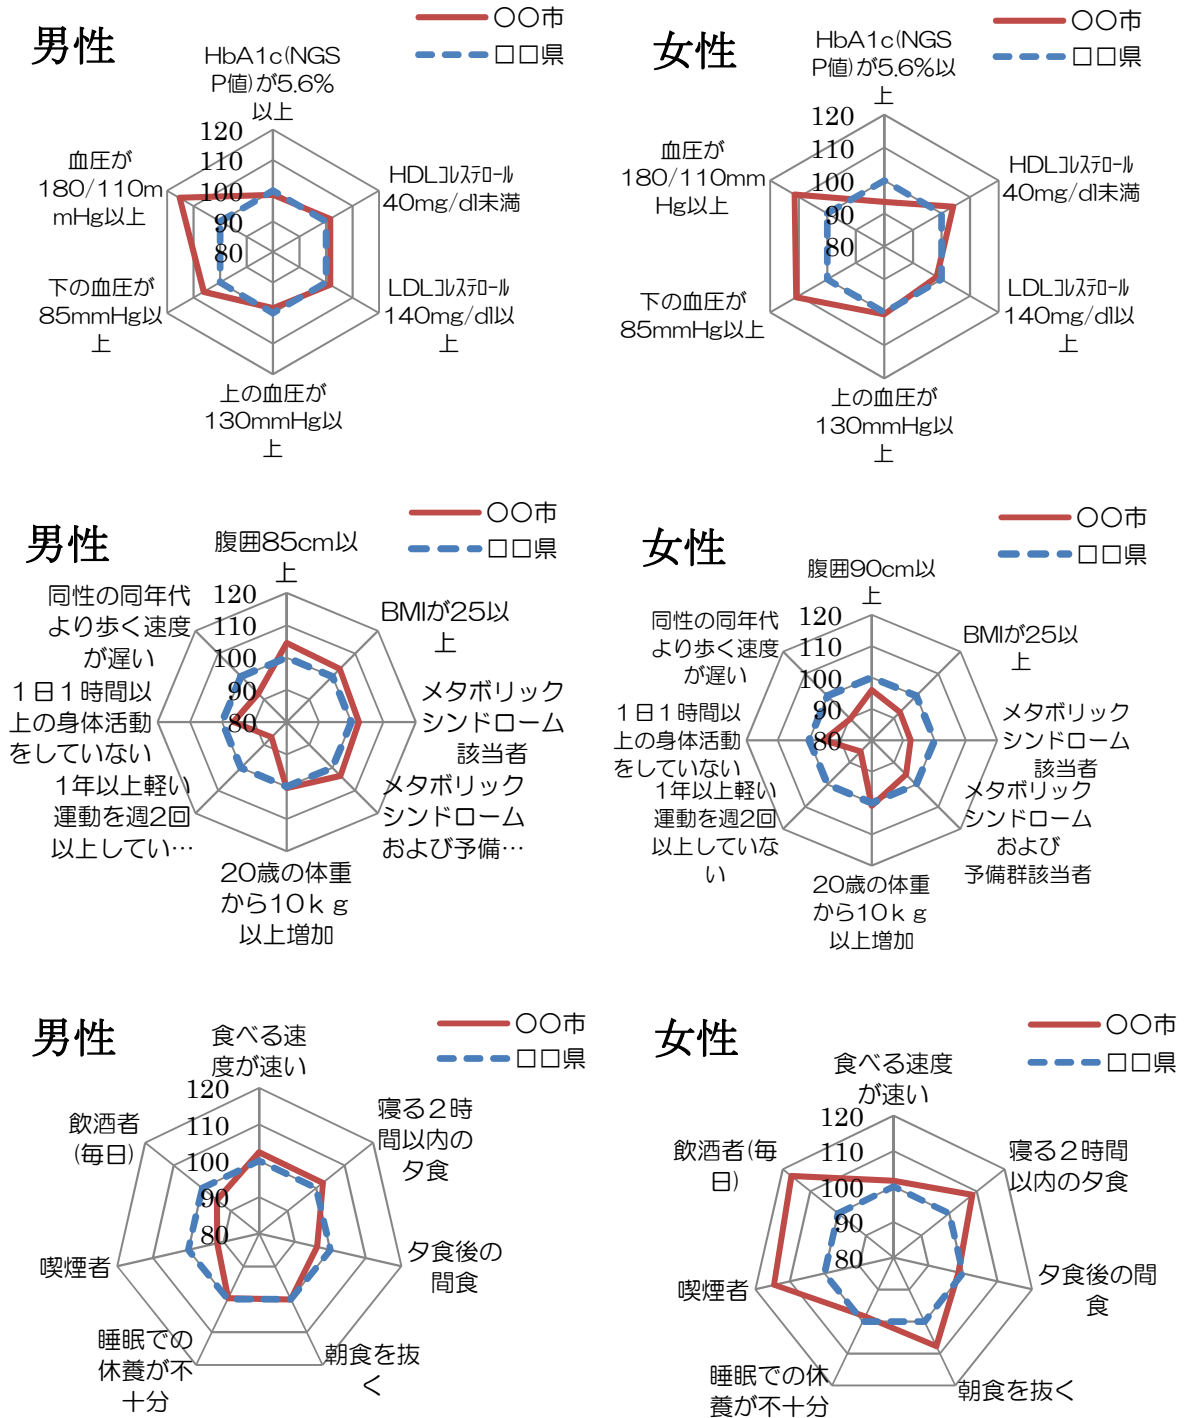 男性
〇〇市
□□県
HbA1c(NGS
P値)が5.6%
以上
120
110
100
90
80
HDLｺﾚｽﾃﾛｰﾙ
40mg/dl未満
LDLｺﾚｽﾃﾛｰﾙ
140mg/dl以
上
上の血圧が
130mmHg以
上
下の血圧が
85mmHg以
上
血圧が
180/110m
mHg以上
女性
〇〇市
□□県
HbA1c(NGS
P値)が5.6%以
上
120
110
100
90
80
HDLｺﾚｽﾃﾛｰﾙ
40mg/dl未満
LDLｺﾚｽﾃﾛｰﾙ
140mg/dl以
上
上の血圧が
130mmHg以
上
下の血圧が
85mmHg以上
血圧が
180/110mm
Hg以上
男性
〇〇市
□□県
腹囲85cm以
上
120
110
100
90
80
BMIが25以
上
メタボリック
シンドローム
該当者
メタボリック
シンドローム
および予備…
20歳の体重
から10ｋｇ
以上増加
1年以上軽い
運動を週2回
以上してい…
１日１時間以
上の身体活動
をしていない
同性の同年代
より歩く速度
が遅い
女性
〇〇市
□□県
腹囲90cm以
上
120
110
100
90
80
BMIが25以
上
メタボリック
シンドローム
該当者
メタボリック
シンドローム
および
予備群該当者
20歳の体重
から10ｋｇ
以上増加
1年以上軽い
運動を週2回
以上していな
い
１日１時間以
上の身体活動
をしていない
同性の同年代
より歩く速度
が遅い
男性
〇〇市
□□県
食べる速
度が速い
120
110
100
90
80
寝る２時
間以内の
夕食
夕食後の
間食
朝食を抜
く
睡眠での
休養が不
十分
喫煙者
飲酒者
(毎日)
女性
〇〇市
□□県
食べる速度
が速い
120
110
100
90
80
寝る２時間
以内の夕食
夕食後の間
食
朝食を抜く
睡眠での休
養が不十分
喫煙者
飲酒者(毎
日)